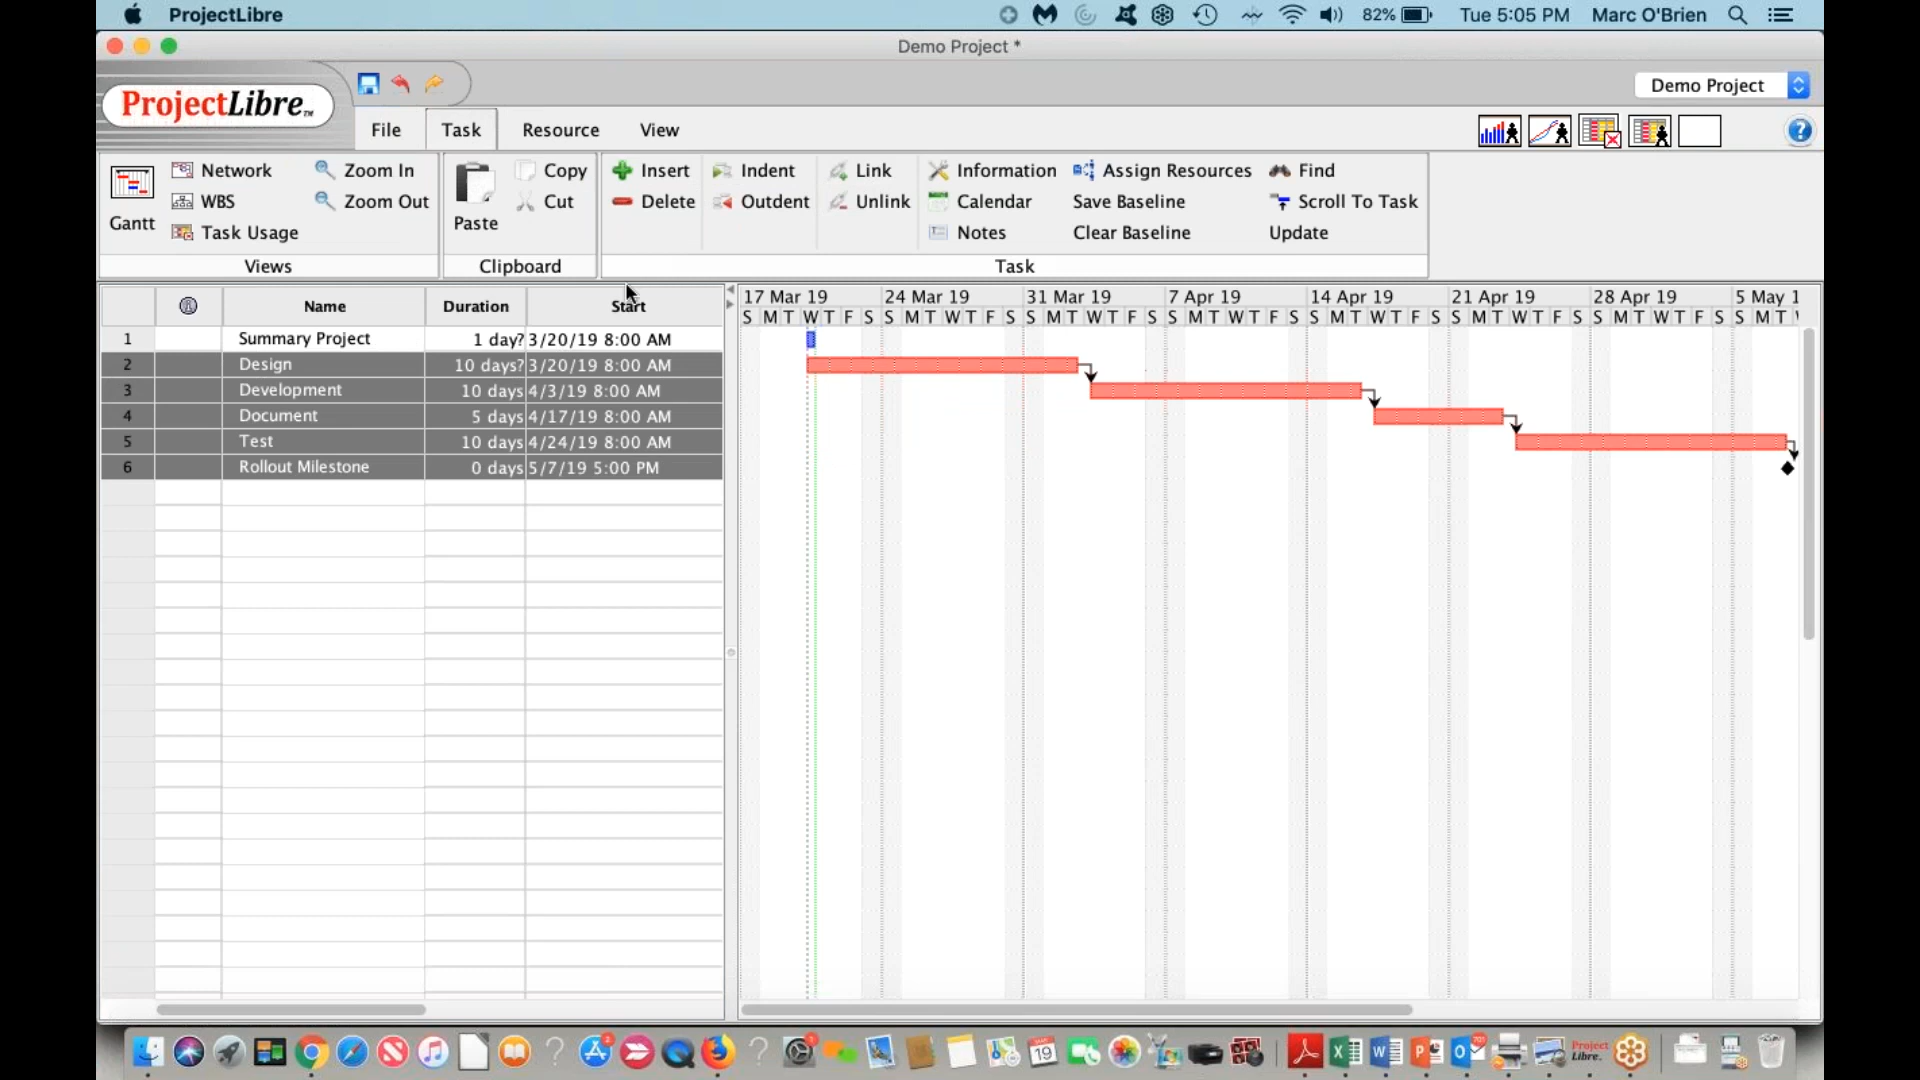 ProjectLibre 82% Tue 5:05 PM Marc O'Brien
Demo Project *
ProjectLibre™ Demo Project
File Task Resource View
Network Zoom In Copy Insert Indent Link Information Assign Resources Find
WBS Zoom Out Cut Delete Outdent Unlink Calendar Save Baseline Scroll To Task
Gantt Task Usage Paste Notes Clear Baseline Update
Views Clipboard Task
17 Mar 19 24 Mar 19 31 Mar 19 7 Apr 19 14 Apr 19 21 Apr 19 28 Apr 19 5 May 1
Name Duration Start
S M T W T F S S M T W T F S S M T W T F S S M T W T F S S M T W T F S S M T W T F S S M T W T F S S M T
1 Summary Project 1 day? 3/20/19 8:00 AM
2 Design 10 days? 3/20/19 8:00 AM
3 Development 10 days 4/3/19 8:00 AM
4 Document 5 days 4/17/19 8:00 AM
5 Test 10 days 4/24/19 8:00 AM
6 Rollout Milestone 0 days 5/7/19 5:00 PM
19
Project
Libre.